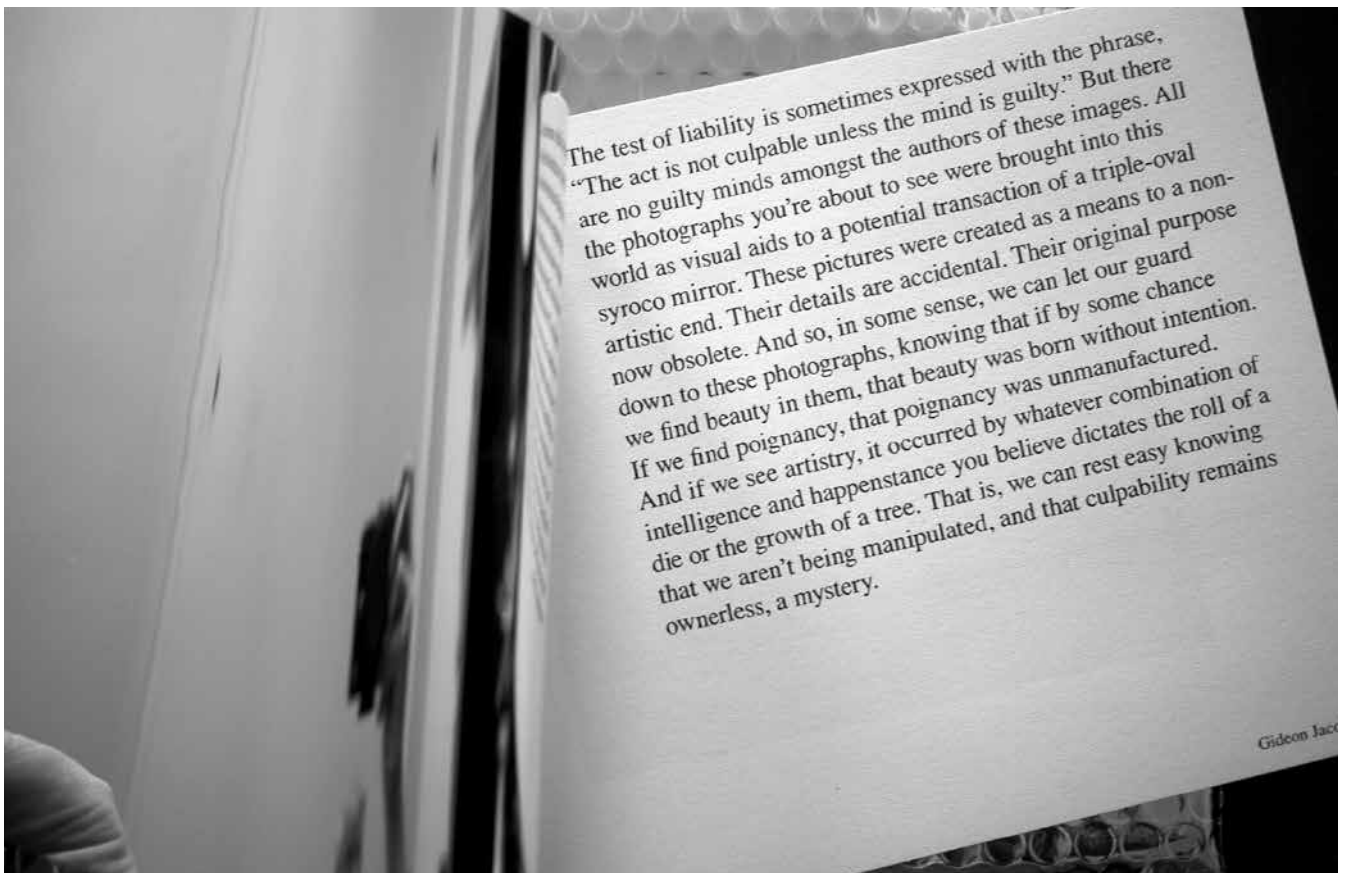 The test of liability is sometimes expressed with the phrase,
“The act is not culpable unless the mind is guilty.” But there
are no guilty minds amongst the authors of these images. All
the photographs you’re about to see were brought into this
world as visual aids to a potential transaction of a triple-oval
syroco mirror. These pictures were created as a means to a non-
artistic end. Their details are accidental. Their original purpose
now obsolete. And so, in some sense, we can let our guard
down to these photographs, knowing that if by some chance
we find beauty in them, that beauty was born without intention.
If we find poignancy, that poignancy was unmanufactured.
And if we see artistry, it occurred by whatever combination of
intelligence and happenstance you believe dictates the roll of a
die or the growth of a tree. That is, we can rest easy knowing
that we aren’t being manipulated, and that culpability remains
ownerless, a mystery.
Gideon